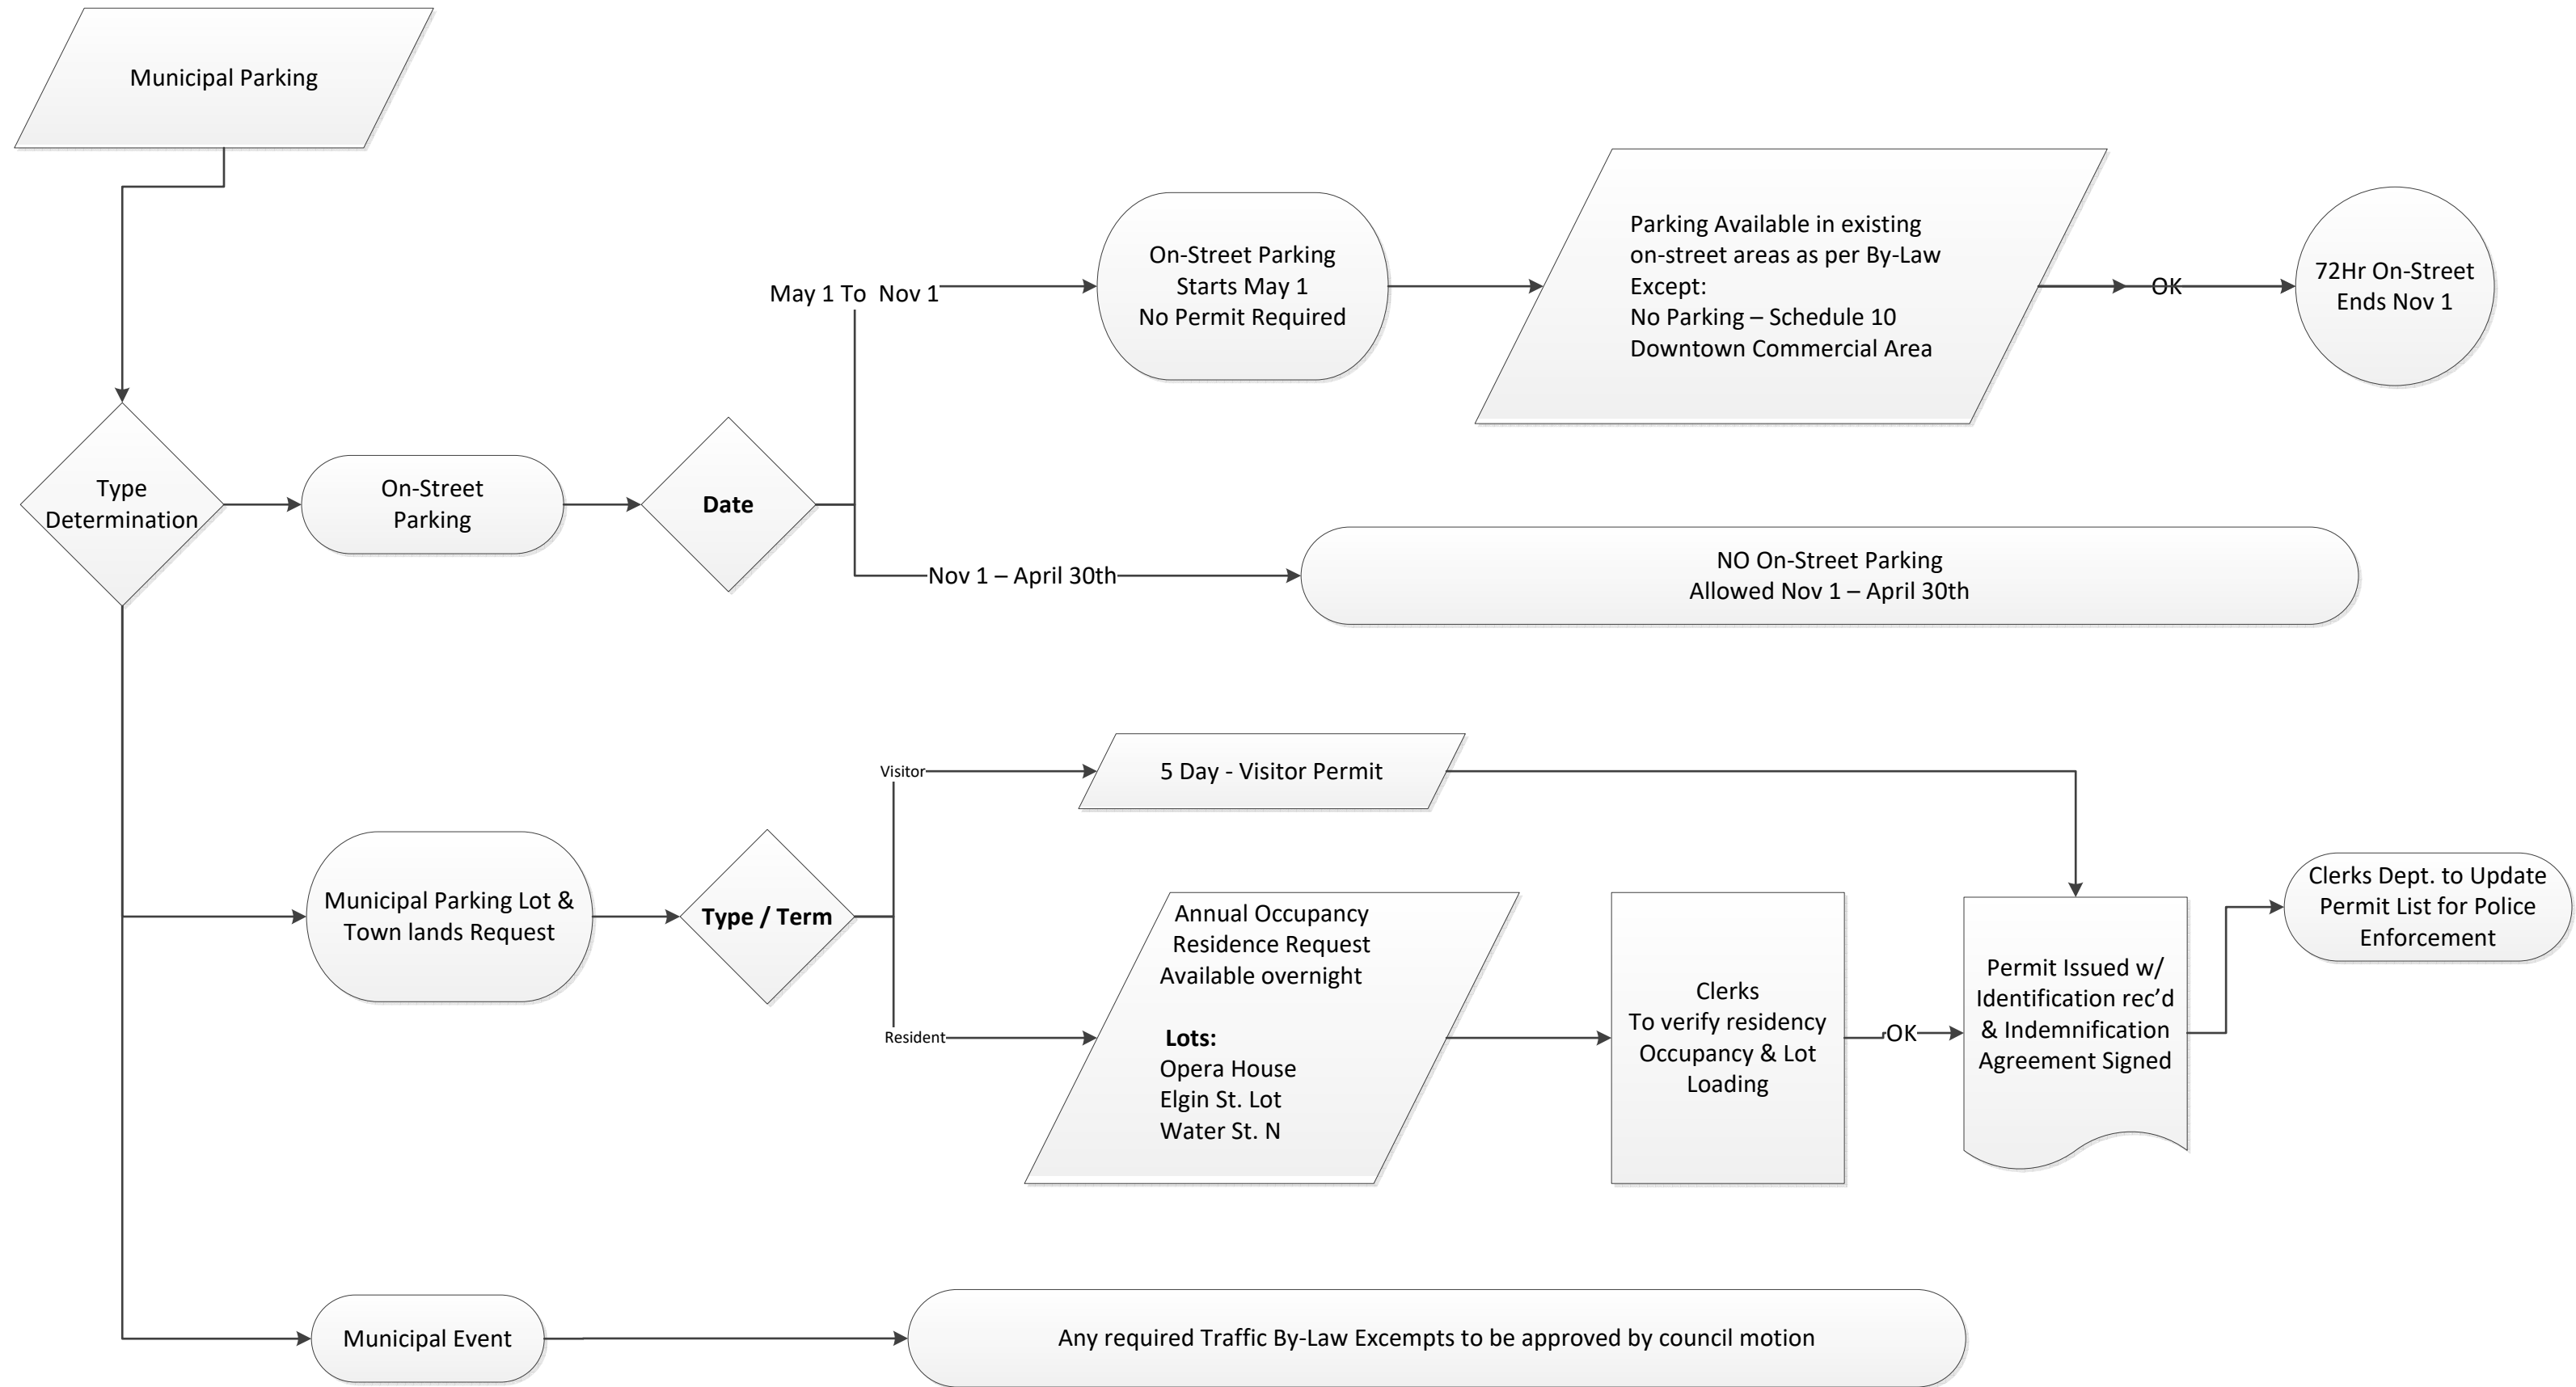 Municipal Parking
May 1 To  Nov 1
On-Street Parking
Starts May 1
No Permit Required
Parking Available in existing
on-street areas as per By-Law
Except:
No Parking – Schedule 10
Downtown Commercial Area
OK
72Hr On-Street
Ends Nov 1
Type
Determination
On-Street
Parking
Date
Nov 1 – April 30th
NO On-Street Parking
Allowed Nov 1 – April 30th
Municipal Parking Lot &
Town lands Request
Type / Term
Visitor
5 Day - Visitor Permit
Resident
Annual Occupancy
Residence Request
Available overnight
Lots:
Opera House
Elgin St. Lot
Water St. N
Clerks
To verify residency
Occupancy & Lot
Loading
OK
Permit Issued w/
Identification rec’d
& Indemnification
Agreement Signed
Clerks Dept. to Update
Permit List for Police
Enforcement
Municipal Event
Any required Traffic By-Law Excempts to be approved by council motion